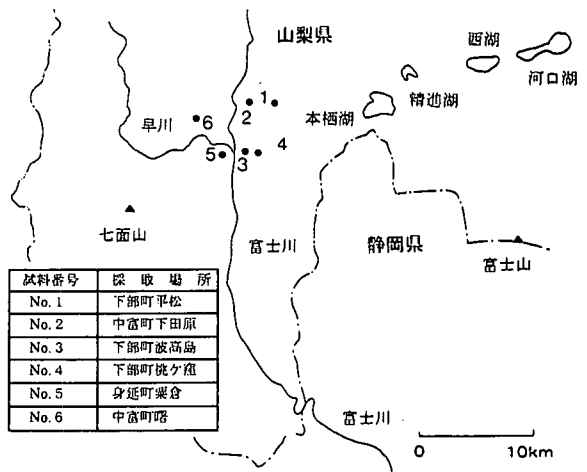 山梨県
西湖
河口湖
精進湖
本栖湖
1
2
6
早川
5
3
4
七面山
富士川
静岡県
富士山
試料番号 採取場所
No. 1 下部町平松
No. 2 中富町下田原
No. 3 下部町波高島
No. 4 下部町桃ケ窪
No. 5 身延町粟倉
No. 6 中富町曙
富士川
0 10km